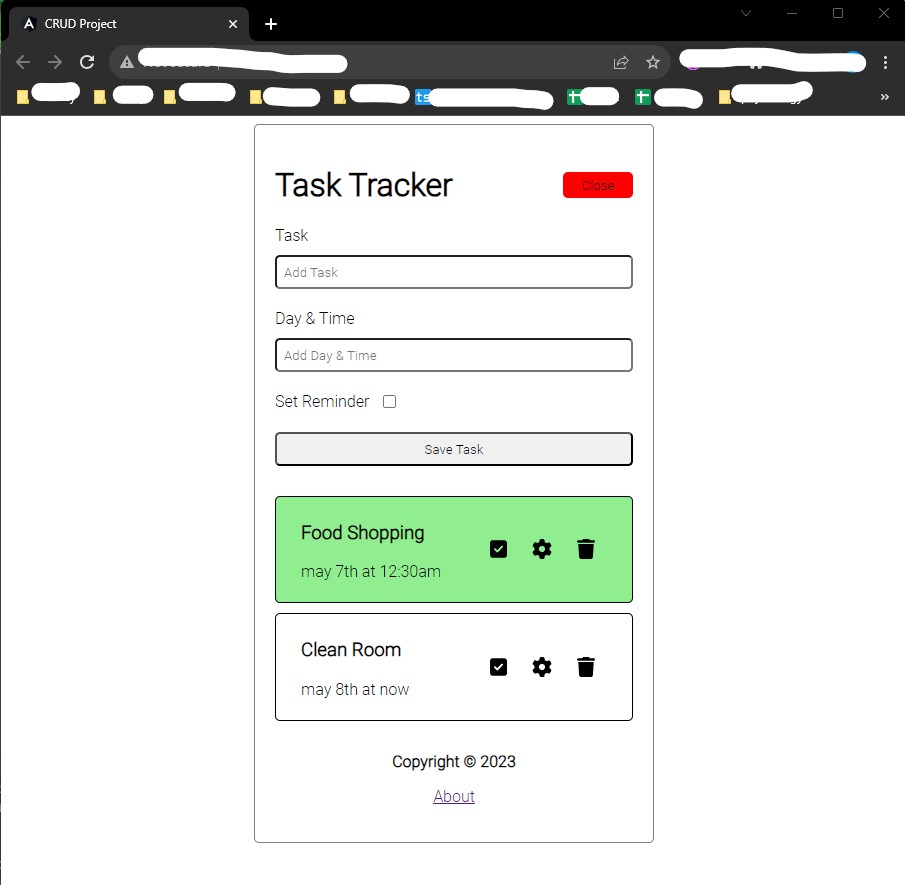 CRUD Project
Task Tracker
Close
Task
Add Task
Day & Time
Add Day & Time
Set Reminder
Save Task
Food Shopping
may 7th at 12:30am
Clean Room
may 8th at now
Copyright © 2023
About